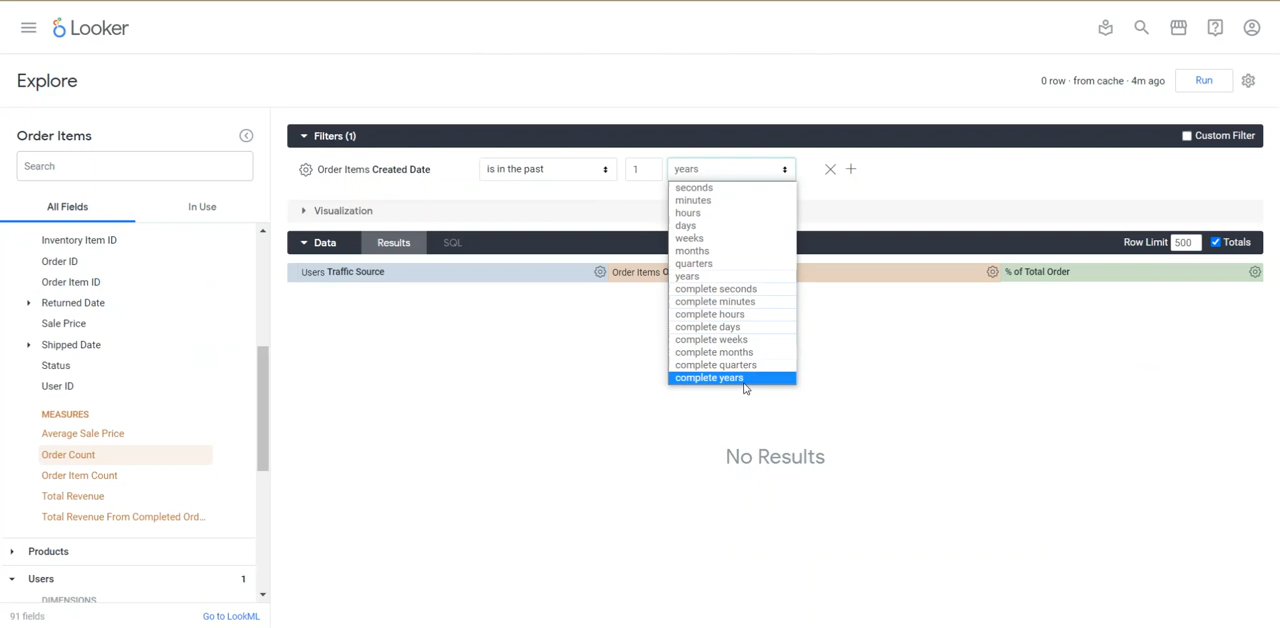 Looker
Explore
0 row · from cache · 4m ago
Run
Order Items
Search
All Fields
In Use
Inventory Item ID
Order ID
Order Item ID
Returned Date
Sale Price
Shipped Date
Status
User ID
MEASURES
Average Sale Price
Order Count
Order Item Count
Total Revenue
Total Revenue From Completed Ord...
Products
Users 1
DIMENSIONS
91 fields
Go to LookML
Filters (1)
Custom Filter
Order Items Created Date
is in the past
1
years
seconds
minutes
hours
days
weeks
months
quarters
years
complete seconds
complete minutes
complete hours
complete days
complete weeks
complete months
complete quarters
complete years
Visualization
Data
Results
SQL
Row Limit 500
Totals
Users Traffic Source
Order Items O
% of Total Order
No Results